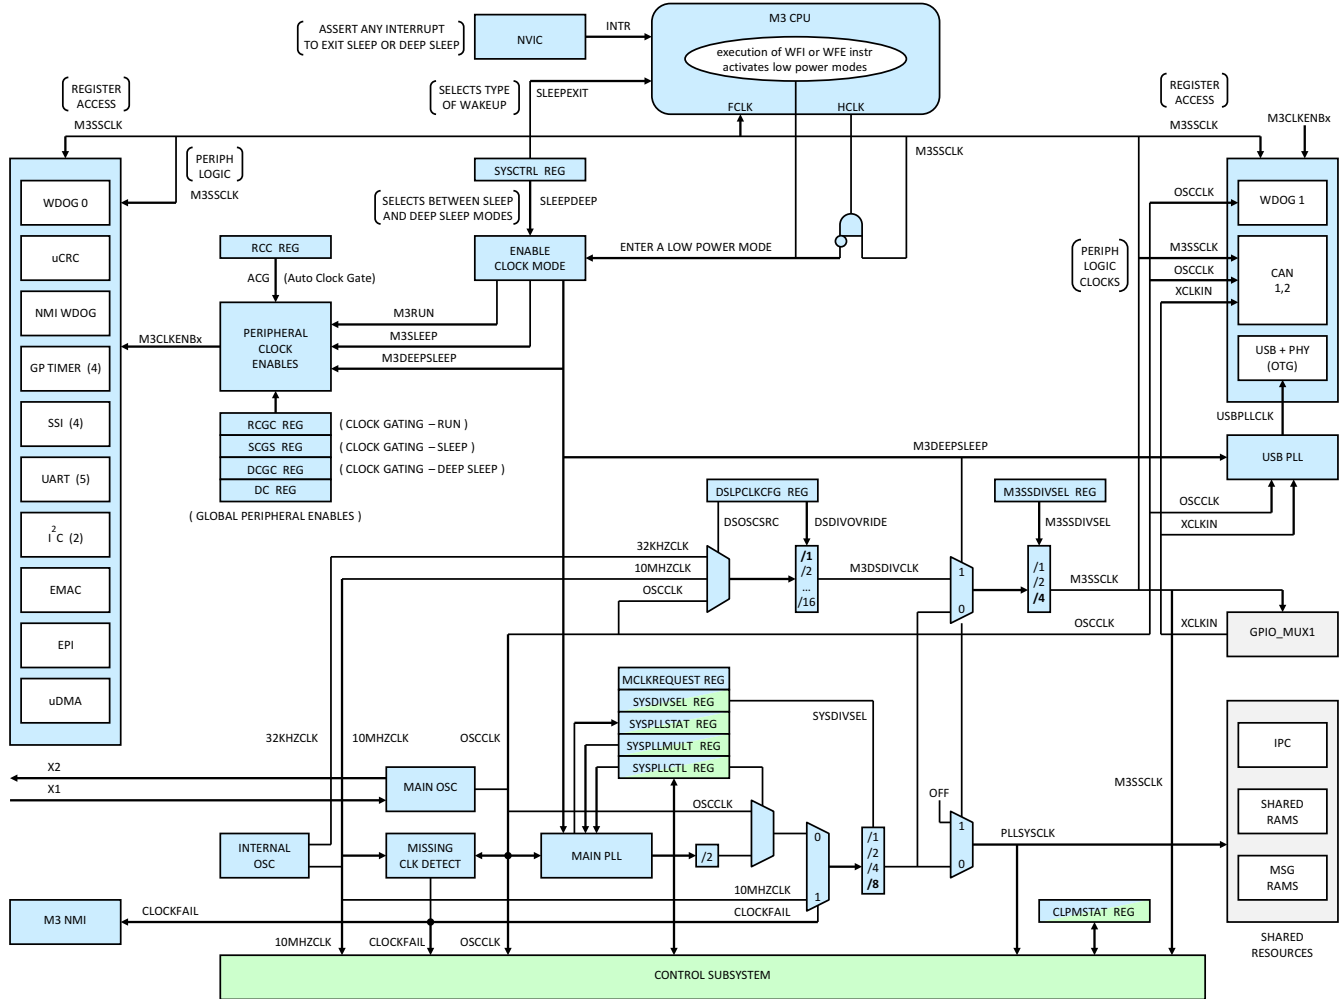 M3 CPU
ASSERT ANY INTERRUPT
TO EXIT SLEEP OR DEEP SLEEP
NVIC
INTR
execution of WFI or WFE instr
activates low power modes
SELECTS TYPE
OF WAKEUP
SLEEPEXIT
FCLK
HCLK
REGISTER
ACCESS
M3SSCLK
REGISTER
ACCESS
M3SSCLK
M3CLKENBx
PERIPH
LOGIC
M3SSCLK
M3SSCLK
SYSCTRL REG
SELECTS BETWEEN SLEEP
AND DEEP SLEEP MODES
SLEEPDEEP
WDOG 0
uCRC
NMI WDOG
GP TIMER (4)
SSI (4)
UART (5)
I2C (2)
EMAC
EPI
uDMA
RCC REG
ACG (Auto Clock Gate)
ENABLE
CLOCK MODE
ENTER A LOW POWER MODE
PERIPH
LOGIC
CLOCKS
OSCCLK
WDOG 1
M3SSCLK
OSCCLK
XCLKIN
CAN
1,2
USB + PHY
(OTG)
USBPLLCLK
M3CLKENBx
PERIPHERAL
CLOCK
ENABLES
M3RUN
M3SLEEP
M3DEEPSLEEP
RCGC REG
( CLOCK GATING – RUN )
SCGS REG
( CLOCK GATING – SLEEP )
DCGC REG
( CLOCK GATING – DEEP SLEEP )
DC REG
( GLOBAL PERIPHERAL ENABLES )
M3DEEPSLEEP
USB PLL
OSCCLK
XCLKIN
DSLPCLKCFG REG
M3SSDIVSEL REG
DSOSCSRC
DSDIVOVRIDE
M3SSDIVSEL
32KHZCLK
10MHZCLK
OSCCLK
/1
/2
...
/16
M3DSDIVCLK
1
0
/1
/2
/4
M3SSCLK
OSCCLK
XCLKIN
GPIO_MUX1
MCLKREQUEST REG
SYSDIVSEL REG
SYSPLLSTAT REG
SYSPLLMULT REG
SYSPLLCTL REG
SYSDIVSEL
32KHZCLK
10MHZCLK
OSCCLK
X2
X1
MAIN OSC
OSCCLK
OFF
M3SSCLK
IPC
SHARED
RAMS
MSG
RAMS
SHARED
RESOURCES
INTERNAL
OSC
MISSING
CLK DETECT
MAIN PLL
/2
0
1
/1
/2
/4
/8
1
0
PLLSYSCLK
10MHZCLK
CLOCKFAIL
M3 NMI
CLOCKFAIL
CLPMSTAT REG
10MHZCLK
CLOCKFAIL
OSCCLK
CONTROL SUBSYSTEM